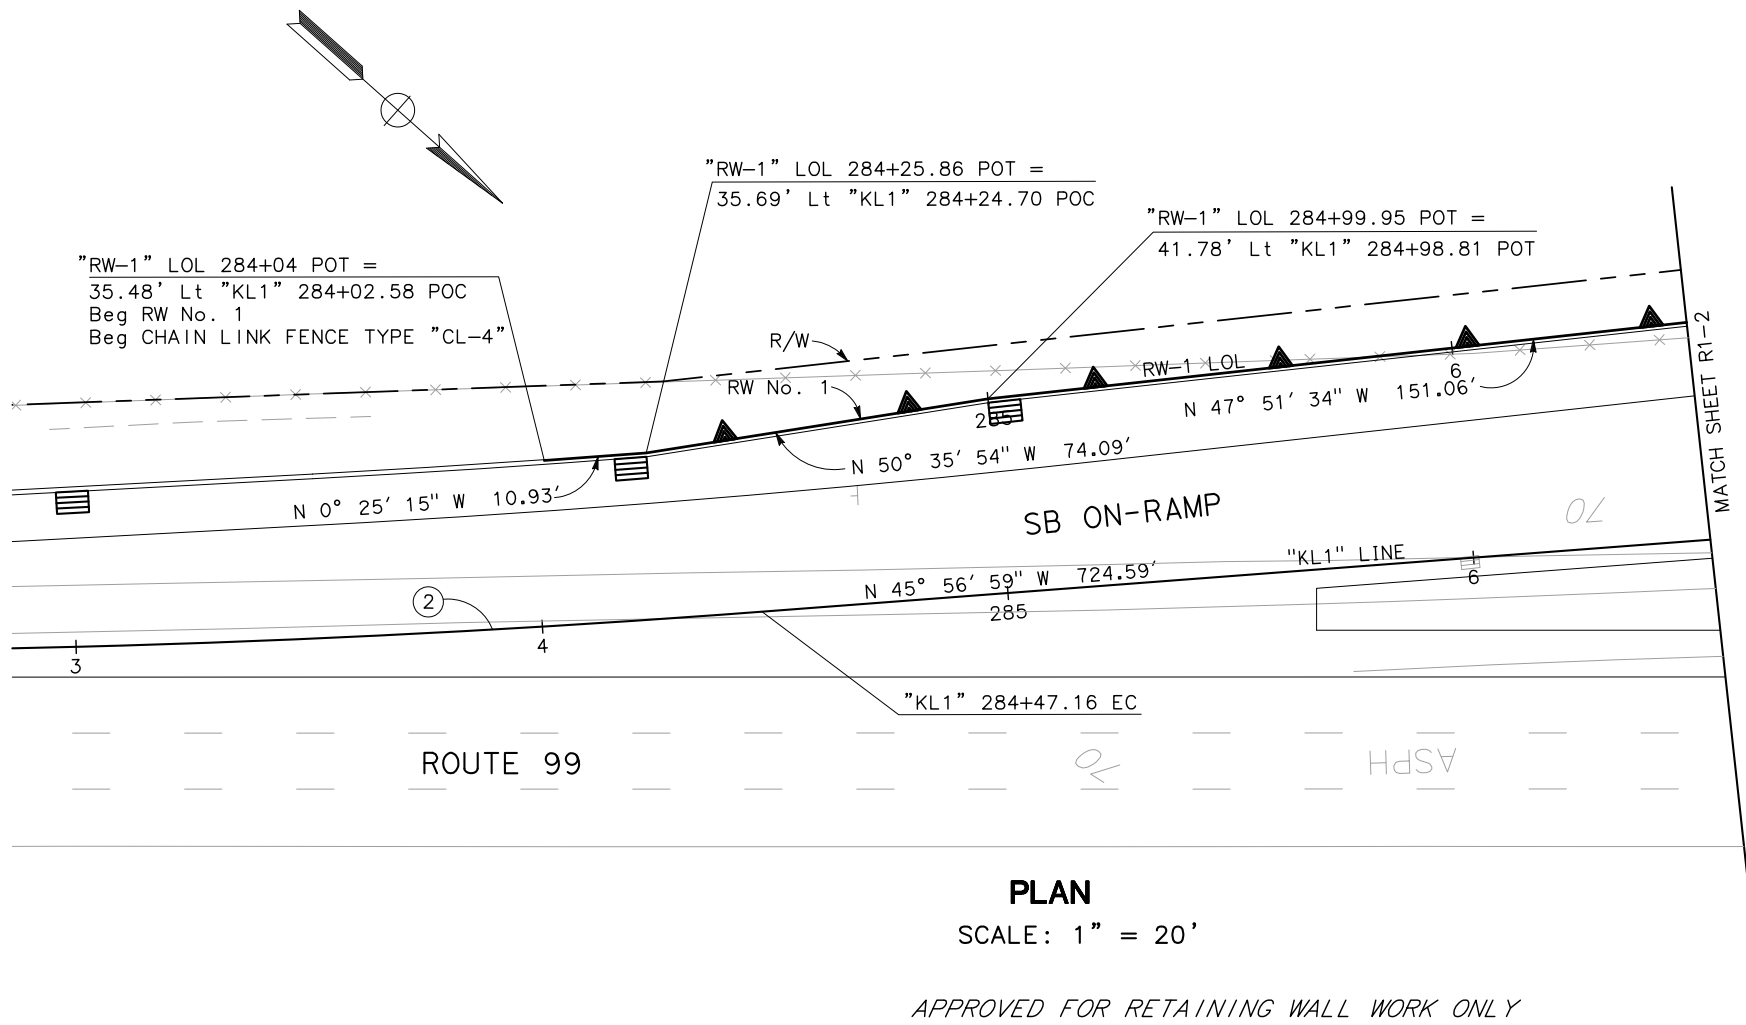 "RW-1" LOL 284+25.86 POT =
35.69' Lt "KL1" 284+24.70 POC
"RW-1" LOL 284+99.95 POT =
41.78' Lt "KL1" 284+98.81 POT
"RW-1" LOL 284+04 POT =
35.48' Lt "KL1" 284+02.58 POC
Beg RW No. 1
Beg CHAIN LINK FENCE TYPE "CL-4"
R/W
RW No. 1
RW-1 LOL
6
285
N 47° 51' 34" W 151.06'
MATCH SHEET R1-2
N 50° 35' 54" W 74.09'
N 0° 25' 15" W 10.93'
SB ON-RAMP
70
"KL1" LINE
N 45° 56' 59" W 724.59'
6
2
285
3
4
"KL1" 284+47.16 EC
ROUTE 99
70
ASPH
PLAN
SCALE: 1" = 20'
APPROVED FOR RETAINING WALL WORK ONLY